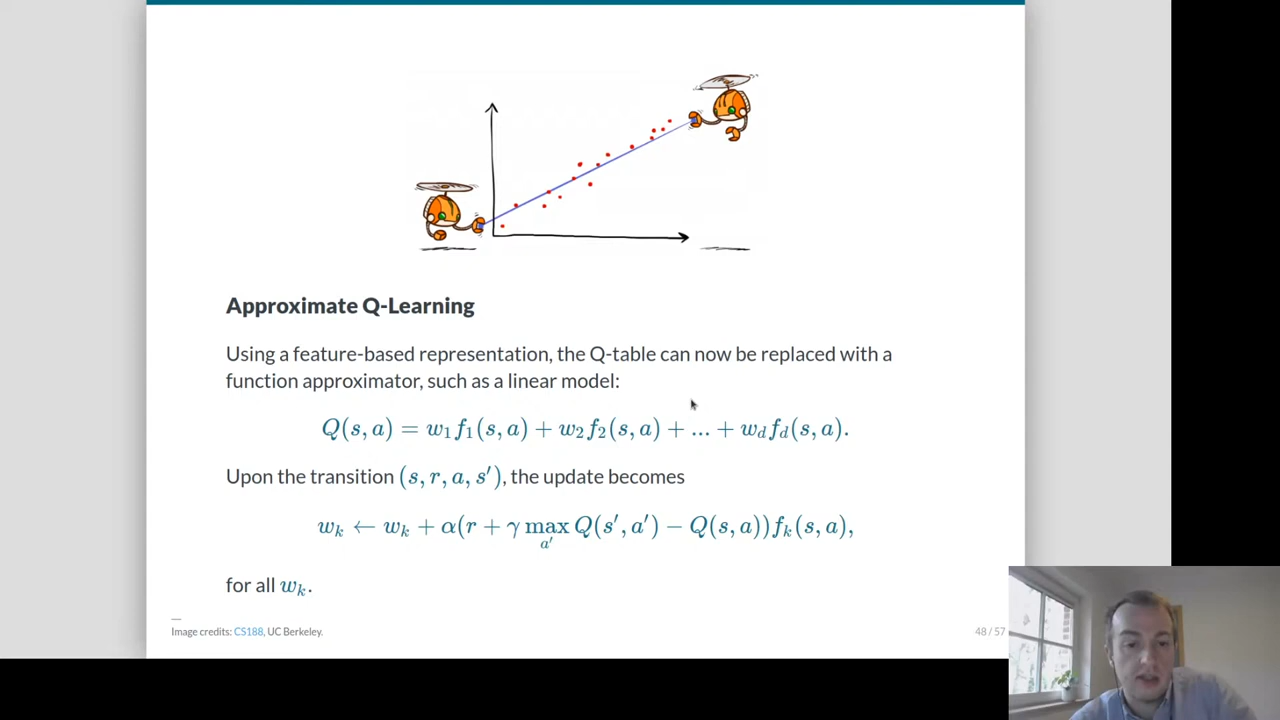 Approximate Q-Learning
Using a feature-based representation, the Q-table can now be replaced with a
function approximator, such as a linear model:
Q(s, a) = w₁f₁(s, a) + w₂f₂(s, a) + ... + w_d f_d(s, a).
Upon the transition (s, r, a, s′), the update becomes
w_k ← w_k + α(r + γ max_{a′} Q(s′, a′) − Q(s, a))f_k(s, a),
for all w_k.
Image credits: CS188, UC Berkeley.
48 / 57